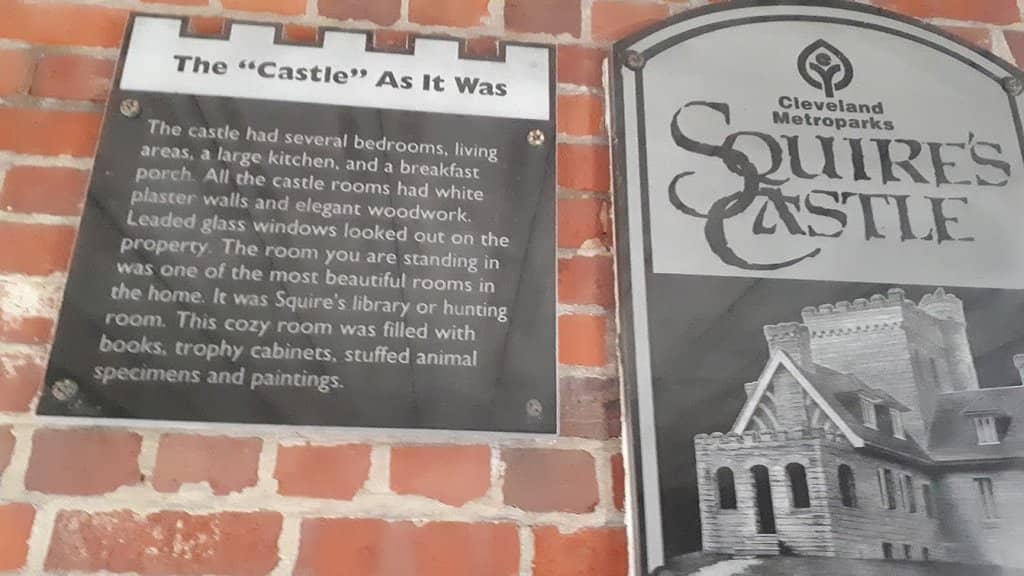 The "Castle" As It Was
The castle had several bedrooms, living
areas, a large kitchen, and a breakfast
porch. All the castle rooms had white
plaster walls and elegant woodwork.
Leaded glass windows looked out on the
property. The room you are standing in
was one of the most beautiful rooms in
the home. It was Squire's library or hunting
room. This cozy room was filled with
books, trophy cabinets, stuffed animal
specimens and paintings.
Cleveland
Metroparks
SQUIRE'S
CASTLE